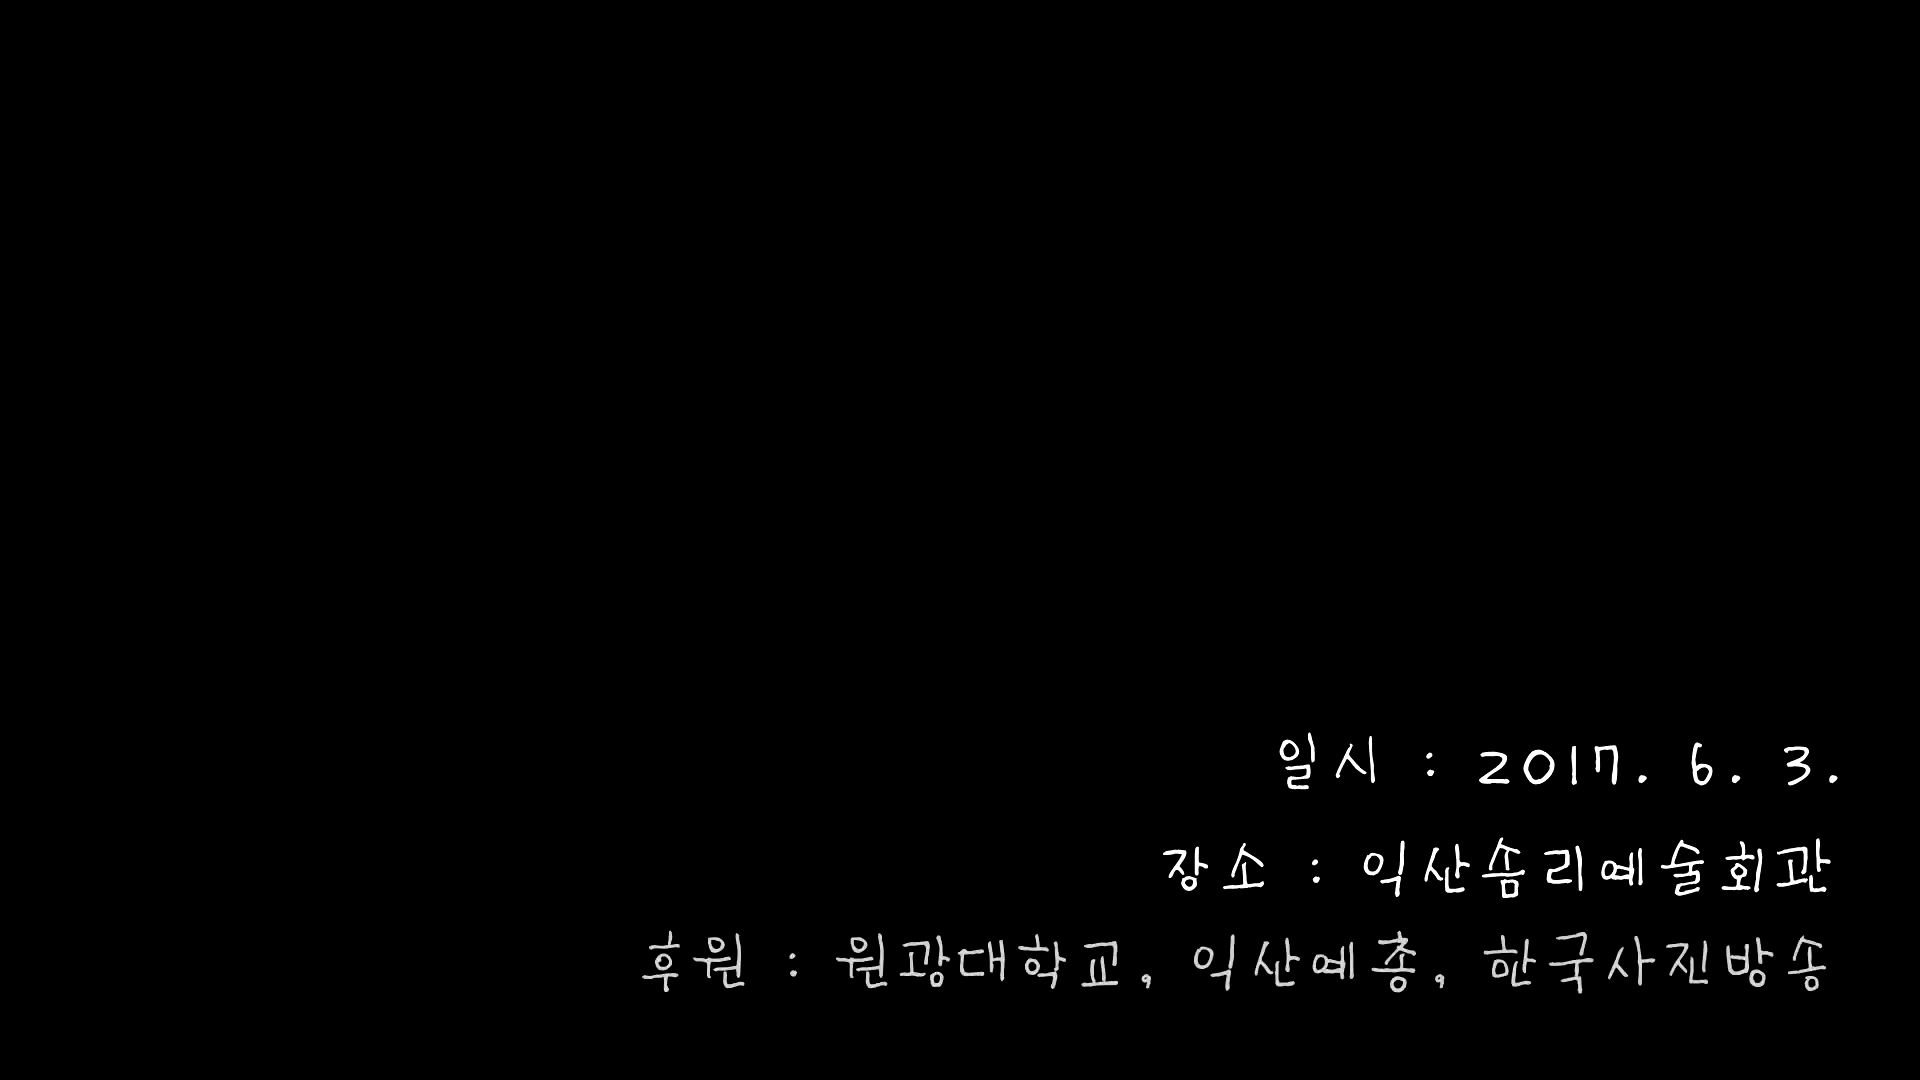 일시 : 2017. 6. 3.
장소 : 익산솜리예술회관
후원 : 원광대학교, 익산예총, 한국사진방송